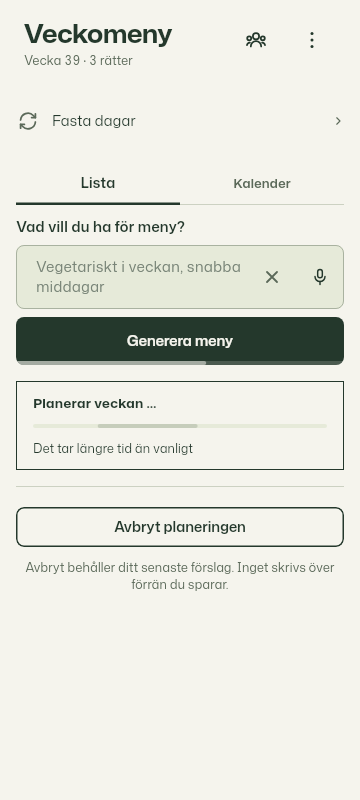 Veckomeny
Vecka 39 · 3 rätter
Fasta dagar
Lista
Kalender
Vad vill du ha för meny?
Vegetariskt i veckan, snabba
middagar
Generera meny
Planerar veckan ...
Det tar längre tid än vanligt
Avbryt planeringen
Avbryt behåller ditt senaste förslag. Inget skrivs över
förrän du sparar.